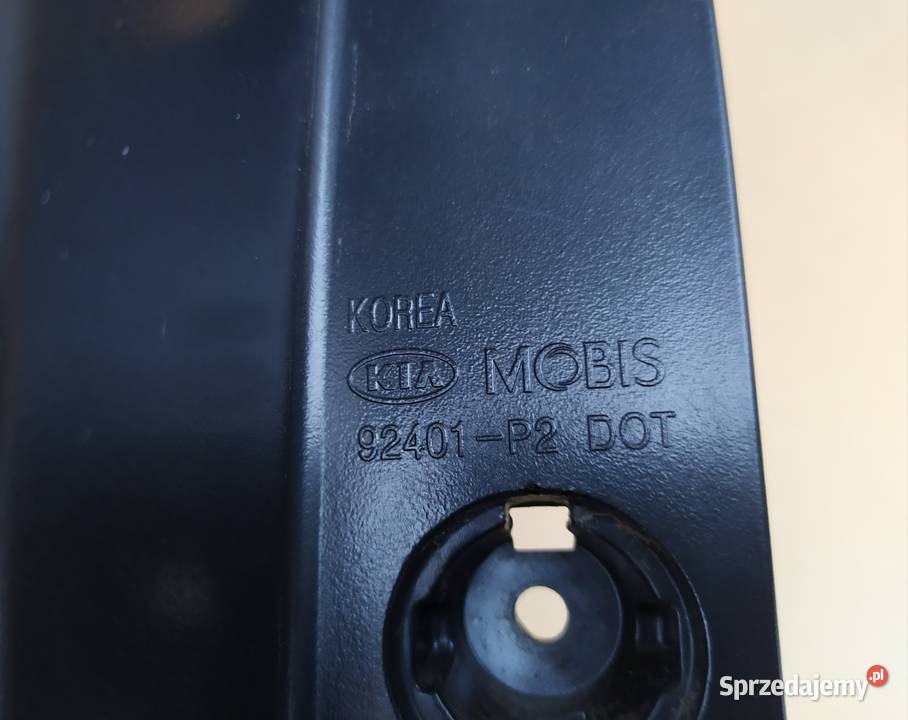 KOREA
KIA MOBIS
92401-P2 DOT
Sprzedajemy.pl